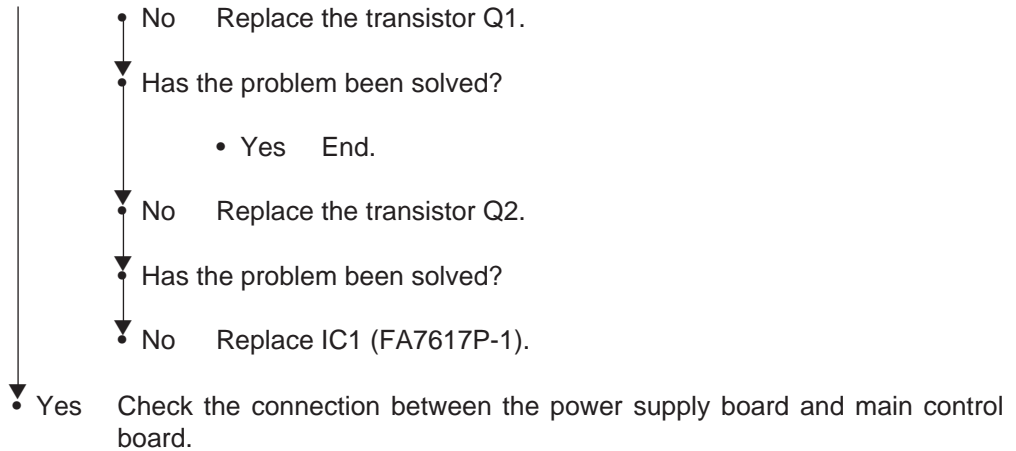 • No Replace the transistor Q1.
• Has the problem been solved?
• Yes End.
• No Replace the transistor Q2.
• Has the problem been solved?
• No Replace IC1 (FA7617P-1).
• Yes Check the connection between the power supply board and main control
board.